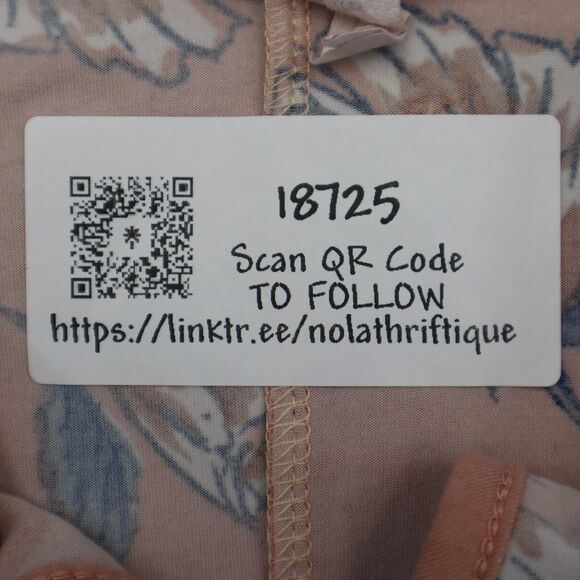 18725
Scan QR Code
TO FOLLOW
https://linktr.ee/nolathriftique